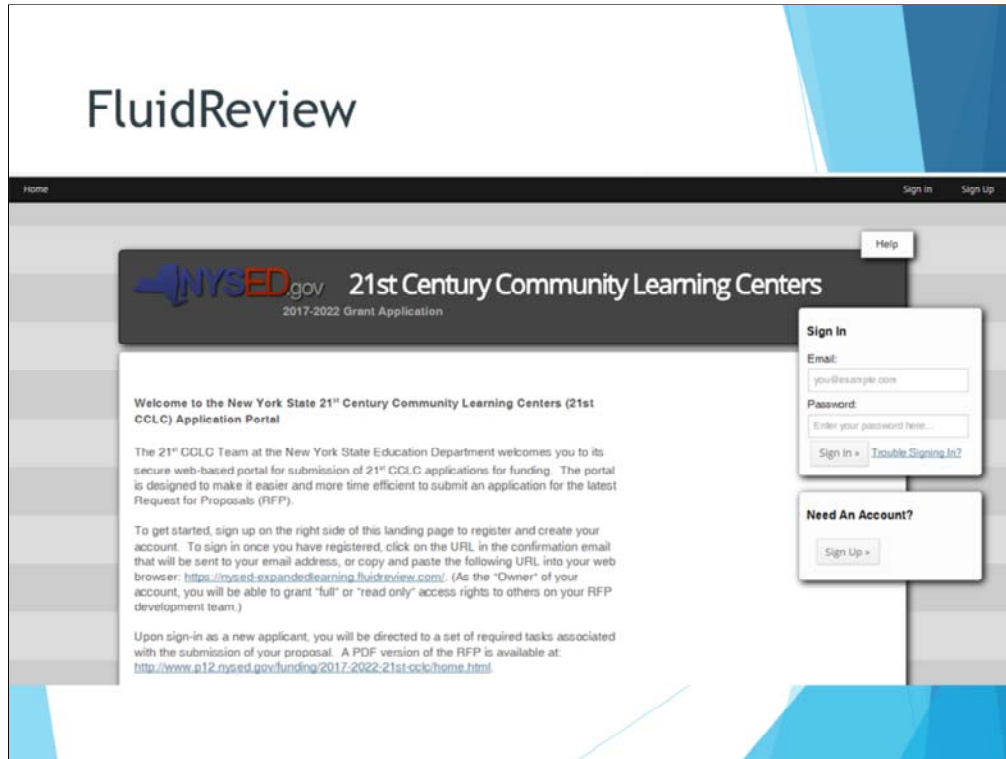 FluidReview
Home
Sign In Sign Up
Help
NYSED.gov 21st Century Community Learning Centers
2017-2022 Grant Application
Sign In
Email:
you@example.com
Password:
Enter your password here...
Sign In » Trouble Signing In?
Need An Account?
Sign Up »
Welcome to the New York State 21st Century Community Learning Centers (21st
CCLC) Application Portal
The 21st CCLC Team at the New York State Education Department welcomes you to its
secure web-based portal for submission of 21st CCLC applications for funding. The portal
is designed to make it easier and more time efficient to submit an application for the latest
Request for Proposals (RFP).
To get started, sign up on the right side of this landing page to register and create your
account. To sign in once you have registered, click on the URL in the confirmation email
that will be sent to your email address, or copy and paste the following URL into your web
browser: https://nysed-expandedlearning.fluidreview.com/. (As the "Owner" of your
account, you will be able to grant "full" or "read only" access rights to others on your RFP
development team.)
Upon sign-in as a new applicant, you will be directed to a set of required tasks associated
with the submission of your proposal. A PDF version of the RFP is available at:
http://www.p12.nysed.gov/funding/2017-2022-21st-cclc/home.html.